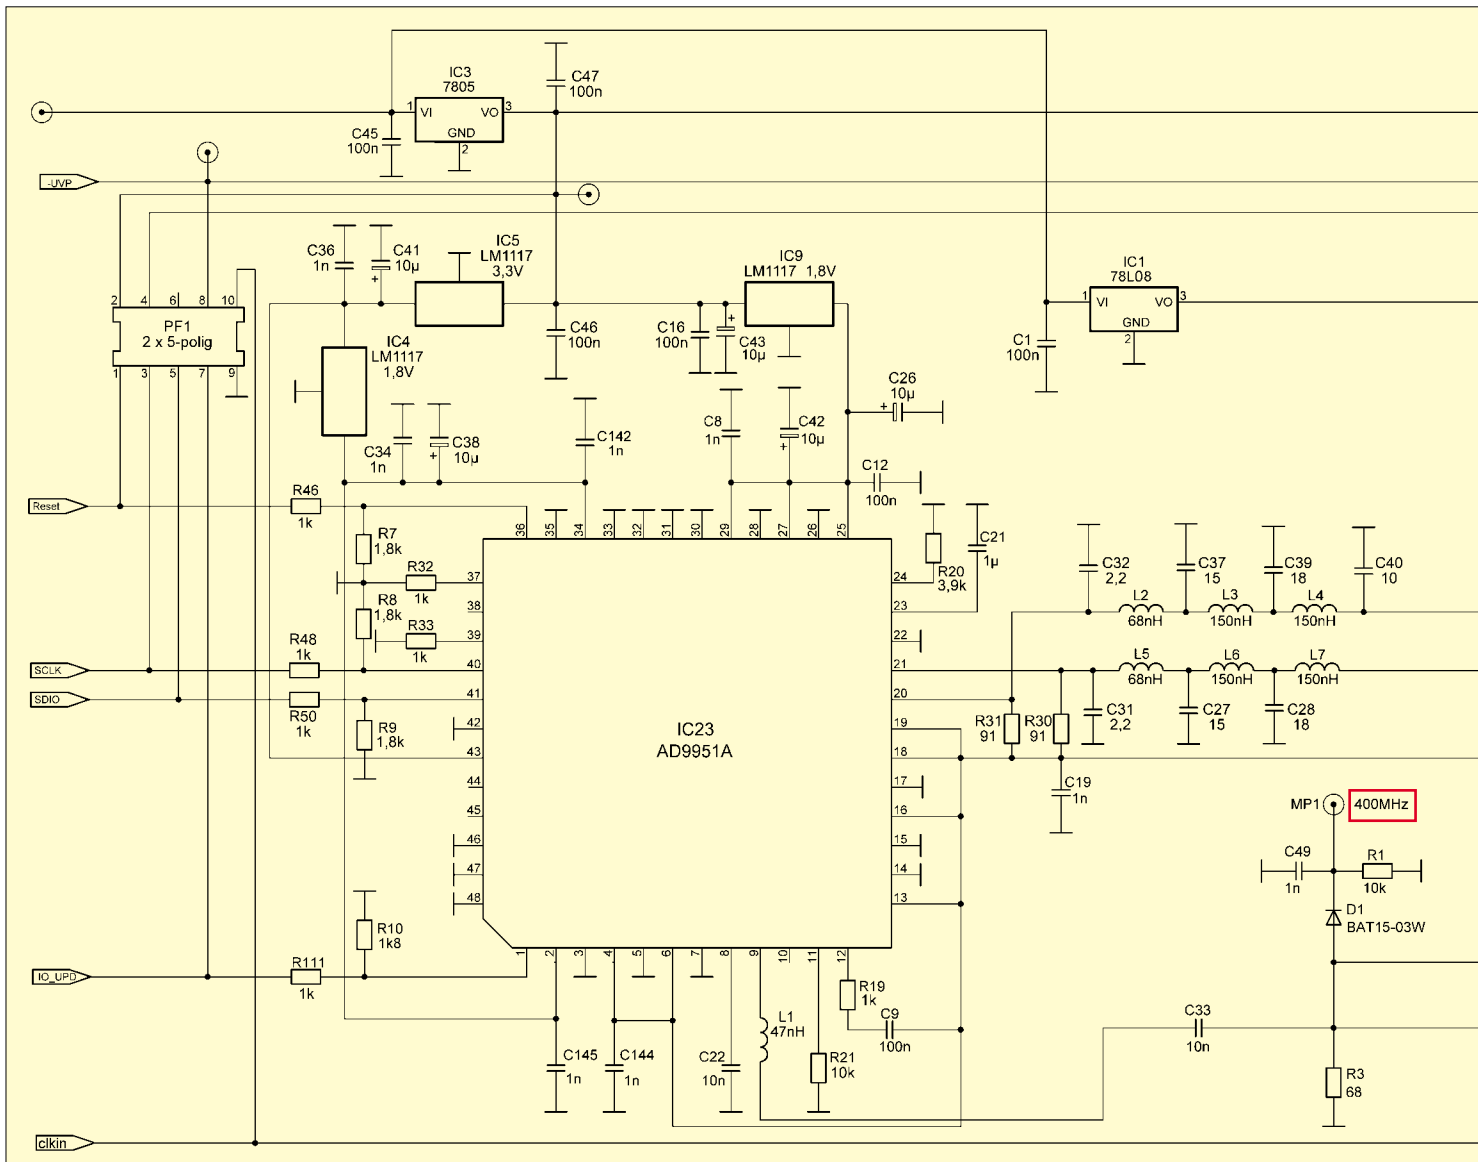 IC3
7805
VI
VO
GND
1
3
2
C47
100n
C45
100n
-UVP
C36
1n
C41
10µ
+
IC5
LM1117
3,3V
IC9
LM1117 1,8V
IC1
78L08
VI
VO
GND
1
3
2
2
4
6
8
10
PF1
2 x 5-polig
1
3
5
7
9
IC4
LM1117
1,8V
C46
100n
C16
100n
+
C43
10µ
C1
100n
C26
10µ
+
C34
1n
C38
10µ
+
C142
1n
C8
1n
C42
10µ
+
C12
100n
Reset
R46
1k
R7
1,8k
R32
1k
R8
1,8k
R33
1k
R48
1k
SCLK
SDIO
R50
1k
R9
1,8k
36
35
34
33
32
31
30
29
28
27
26
25
37
38
39
40
41
42
43
44
45
46
47
48
24
23
22
21
20
19
18
17
16
15
14
13
IC23
AD9951A
R20
3,9k
C21
1µ
C32
2,2
C37
15
C39
18
C40
10
L2
68nH
L3
150nH
L4
150nH
L5
68nH
L6
150nH
L7
150nH
R31
91
R30
91
C31
2,2
C27
15
C28
18
C19
1n
MP1
400MHz
C49
1n
R1
10k
D1
BAT15-03W
R10
1k8
IO_UPD
R111
1k
1
2
3
4
5
6
7
8
9
10
11
12
R19
1k
C9
100n
L1
47nH
C33
10n
C145
1n
C144
1n
C22
10n
R21
10k
R3
68
clkin